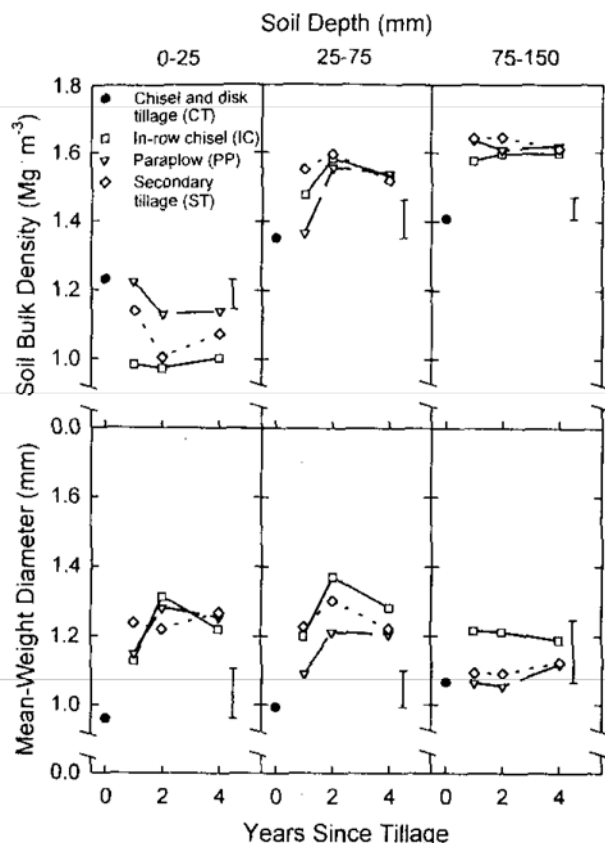 Soil Depth (mm)
0-25 25-75 75-150
1.8
1.6
1.4
1.2
1.0
0.0
Soil Bulk Density (Mg · m⁻³)
Chisel and disk
tillage (CT)
In-row chisel (IC)
Paraplow (PP)
Secondary
tillage (ST)
1.6
1.4
1.2
1.0
0.0
Mean-Weight Diameter (mm)
0 2 4 0 2 4 0 2 4
Years Since Tillage